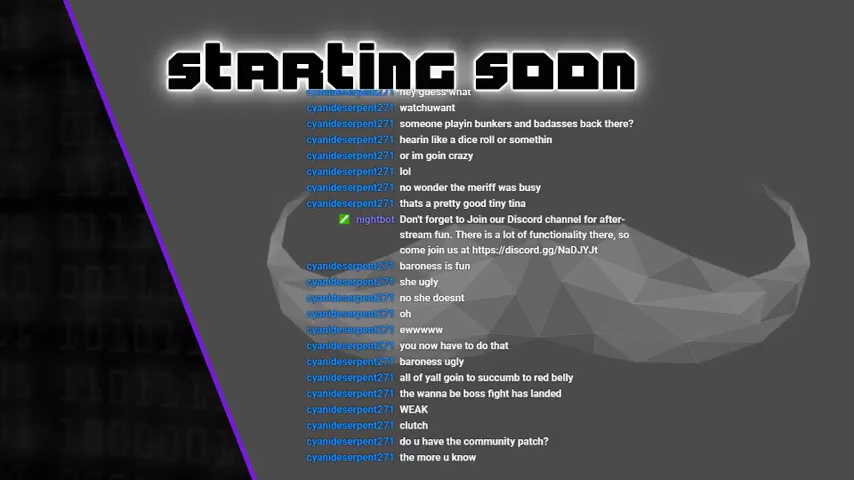 starting soon
cyanideserpent271 hey guess what
cyanideserpent271 watchuwant
cyanideserpent271 someone playin bunkers and badasses back there?
cyanideserpent271 hearin like a dice roll or somethin
cyanideserpent271 or im goin crazy
cyanideserpent271 lol
cyanideserpent271 no wonder the meriff was busy
cyanideserpent271 thats a pretty good tiny tina
nightbot Don't forget to Join our Discord channel for after-
stream fun. There is a lot of functionality there, so
come join us at https://discord.gg/NaDJYJt
cyanideserpent271 baroness is fun
cyanideserpent271 she ugly
cyanideserpent271 no she doesnt
cyanideserpent271 oh
cyanideserpent271 ewwwww
cyanideserpent271 you now have to do that
cyanideserpent271 baroness ugly
cyanideserpent271 all of yall goin to succumb to red belly
cyanideserpent271 the wanna be boss fight has landed
cyanideserpent271 WEAK
cyanideserpent271 clutch
cyanideserpent271 do u have the community patch?
cyanideserpent271 the more u know